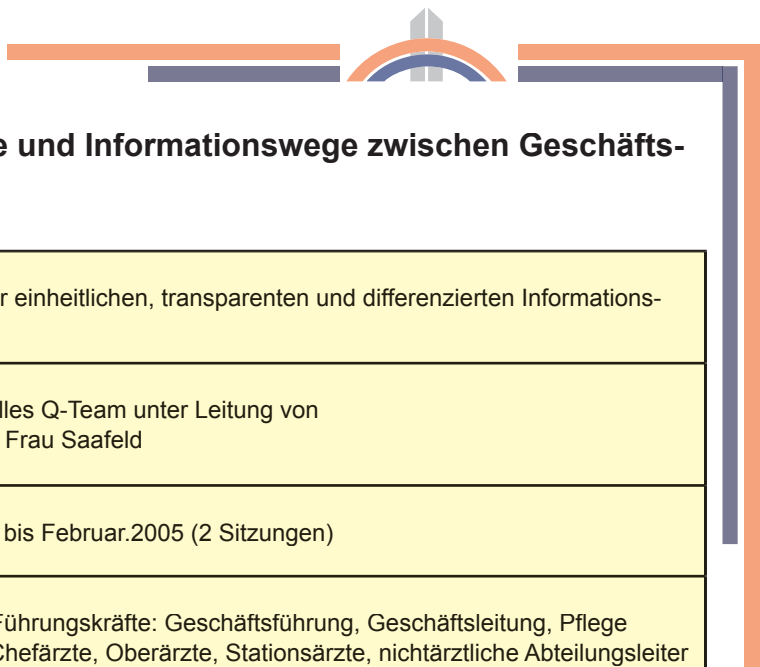 e und Informationswege zwischen Geschäfts-
r einheitlichen, transparenten und differenzierten Informations-
lles Q-Team unter Leitung von
Frau Saafeld
bis Februar.2005 (2 Sitzungen)
Führungskräfte: Geschäftsführung, Geschäftsleitung, Pflege
Chefärzte, Oberärzte, Stationsärzte, nichtärztliche Abteilungsleiter